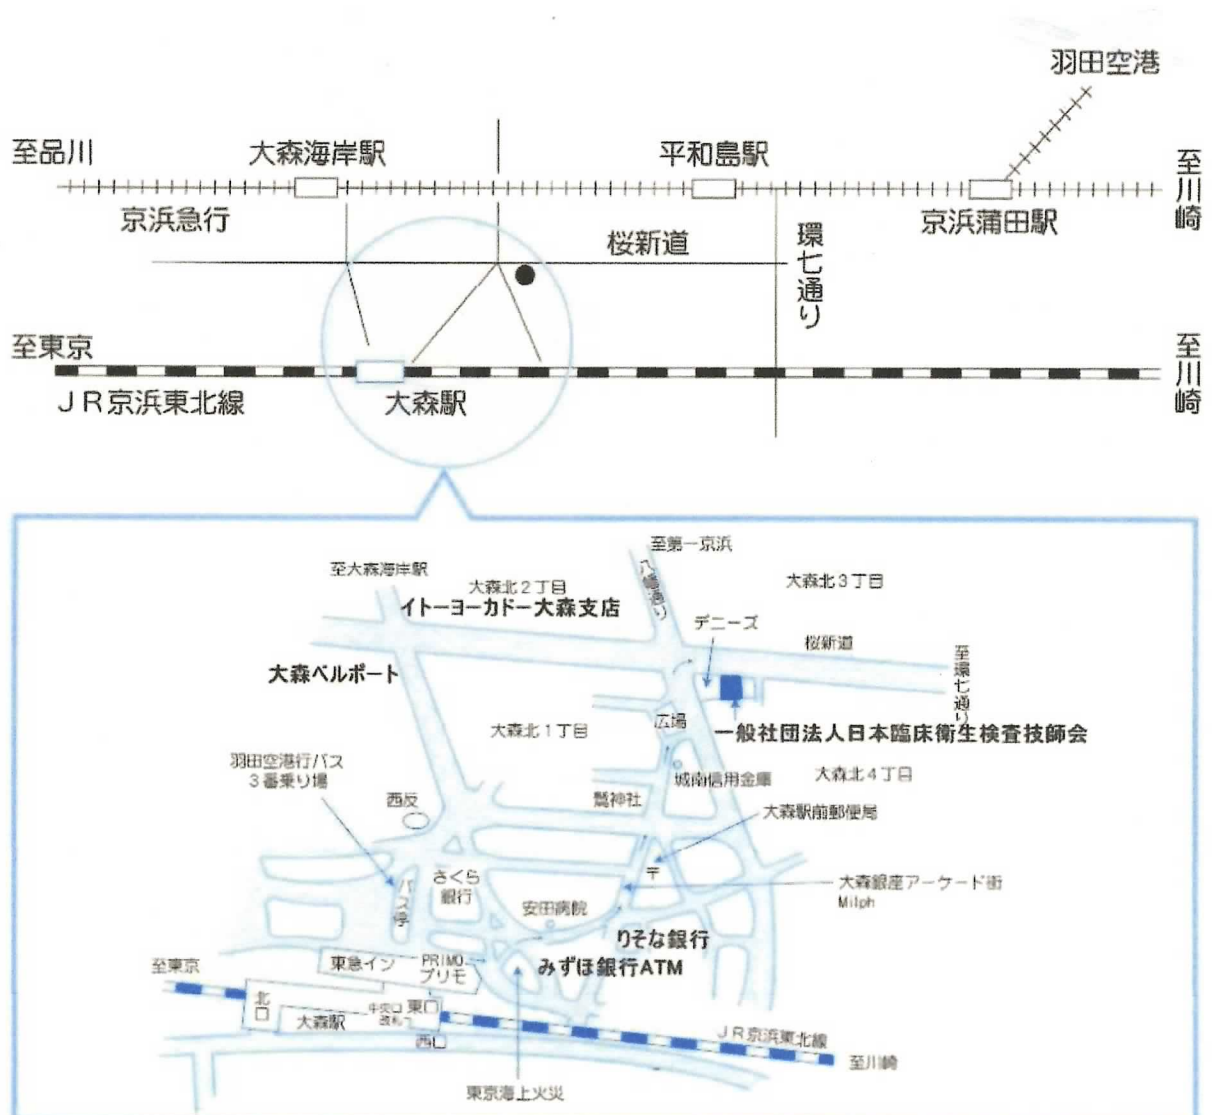 羽田空港
至品川
大森海岸駅
平和島駅
至川崎
京浜急行
京浜蒲田駅
桜新道
環七通り
至東京
至川崎
JR京浜東北線
大森駅
至第一京浜
至大森海岸駅
大森北2丁目
八幡通り
大森北3丁目
イトーヨーカドー大森支店
デニーズ
桜新道
至環七通り
大森ベルポート
広場
大森北1丁目
一般社団法人日本臨床衛生検査技師会
羽田空港行バス
3番乗り場
城南信用金庫
大森北4丁目
西友
鷲神社
大森駅前郵便局
さくら
銀行
バス停
〒
大森銀座アーケード街
Milph
安田病院
りそな銀行
みずほ銀行ATM
至東京
東急イン
PRIMO
プリモ
北口
大森駅
中央口
改札口
東口
西口
JR京浜東北線
至川崎
東京海上火災